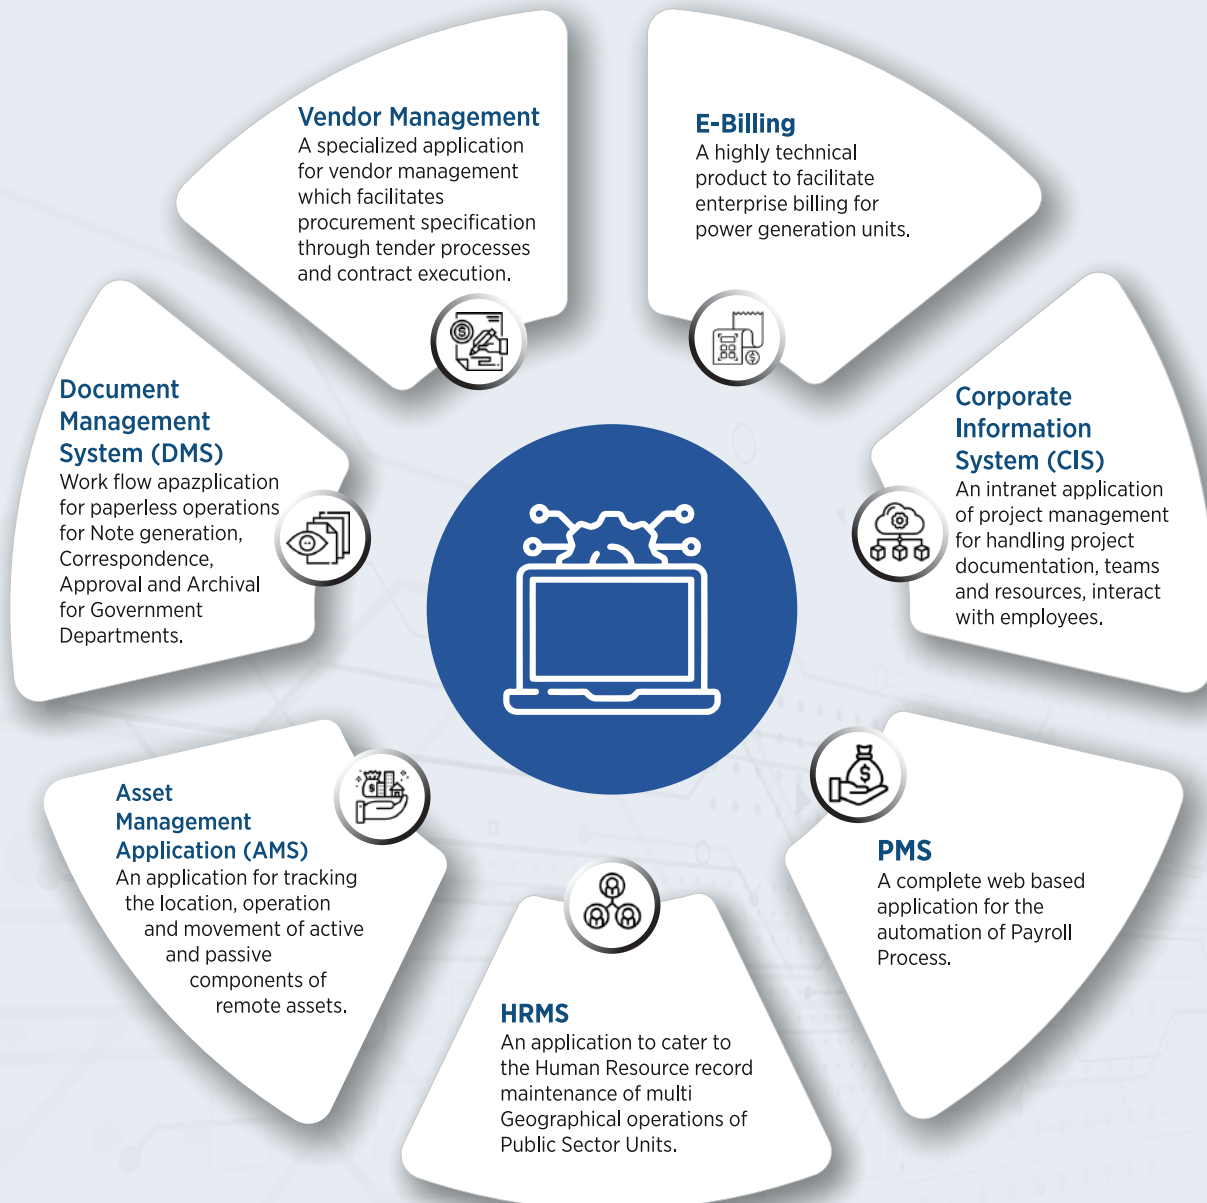 Vendor Management
A specialized application
for vendor management
which facilitates
procurement specification
through tender processes
and contract execution.
E-Billing
A highly technical
product to facilitate
enterprise billing for
power generation units.
Corporate
Information
System (CIS)
An intranet application
of project management
for handling project
documentation, teams
and resources, interact
with employees.
PMS
A complete web based
application for the
automation of Payroll
Process.
HRMS
An application to cater to
the Human Resource record
maintenance of multi
Geographical operations of
Public Sector Units.
Asset
Management
Application (AMS)
An application for tracking
the location, operation
and movement of active
and passive
components of
remote assets.
Document
Management
System (DMS)
Work flow apazplication
for paperless operations
for Note generation,
Correspondence,
Approval and Archival
for Government
Departments.